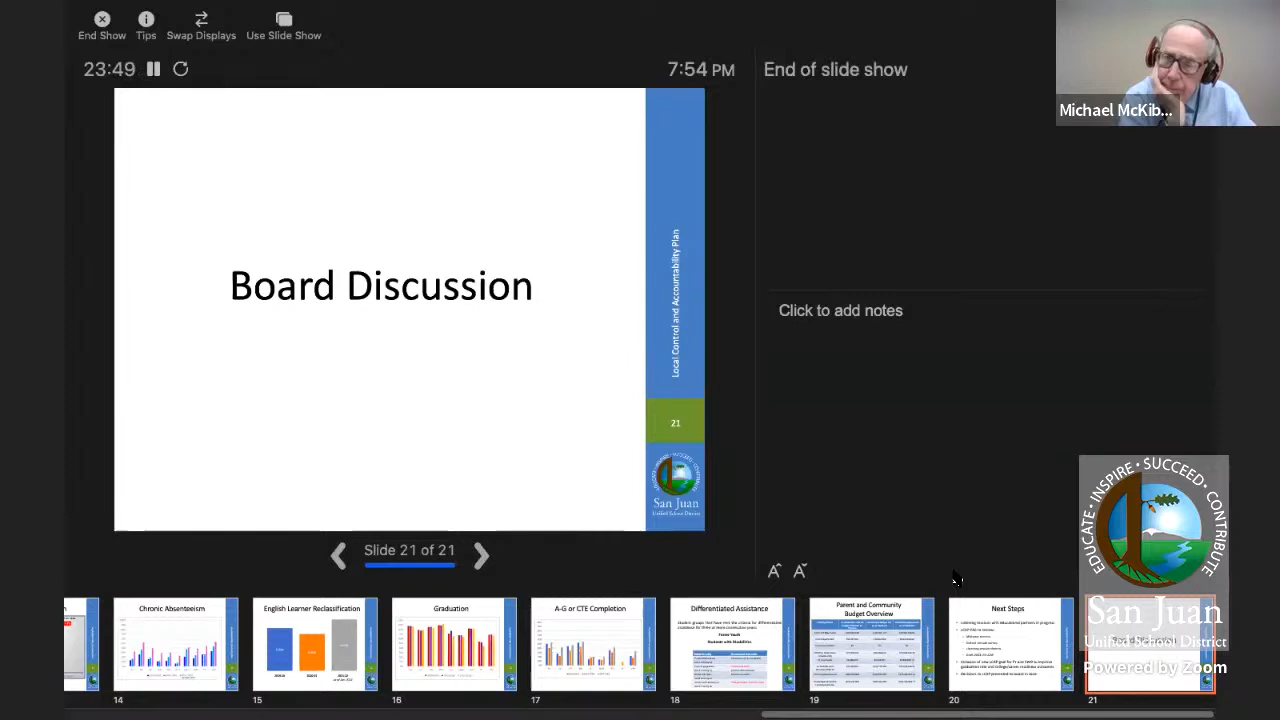 End Show
Tips
Swap Displays
Use Slide Show
23:49
7:54 PM
End of slide show
Michael McKib...
Board Discussion
Local Control and Accountability Plan
21
San Juan
Unified School District
Click to add notes
Slide 21 of 21
EDUCATE • INSPIRE • SUCCEED • CONTRIBUTE
San Juan
Unified School District
Powered by Zoom
Chronic Absenteeism
English Learner Reclassification
Graduation
A-G or CTE Completion
Differentiated Assistance
Parent and Community
Budget Overview
Next Steps
14
15
16
17
18
19
20
21